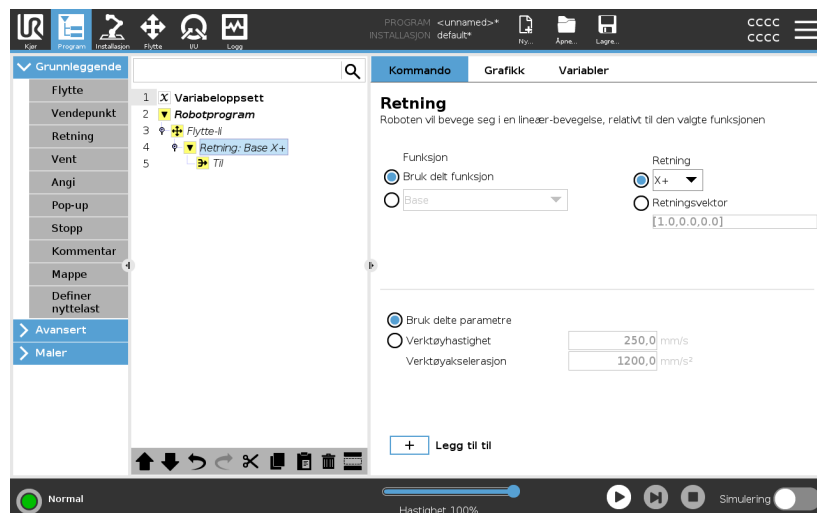 PROGRAM <unnamed>*
INSTALLASJON default*
CCCC
CCCC
Kjør
Program
Installasjon
Flytte
I/U
Logg
Ny...
Åpne...
Lagre...
Grunnleggende
Flytte
Vendepunkt
Retning
Vent
Angi
Pop-up
Stopp
Kommentar
Mappe
Definer
nyttelast
Avansert
Maler
1 X Variabeloppsett
2 Robotprogram
3 Flytte-li
4 Retning: Base X+
5 Til
Kommando
Grafikk
Variabler
Retning
Roboten vil bevege seg i en lineær-bevegelse, relativt til den valgte funksjonen
Funksjon
Bruk delt funksjon
Base
Retning
X+
Retningsvektor
[1.0,0.0,0.0]
Bruk delte parametre
Verktøyhastighet
250,0 mm/s
Verktøyakselerasjon
1200,0 mm/s²
+ Legg til til
Normal
Hastighet 100%
Simulering